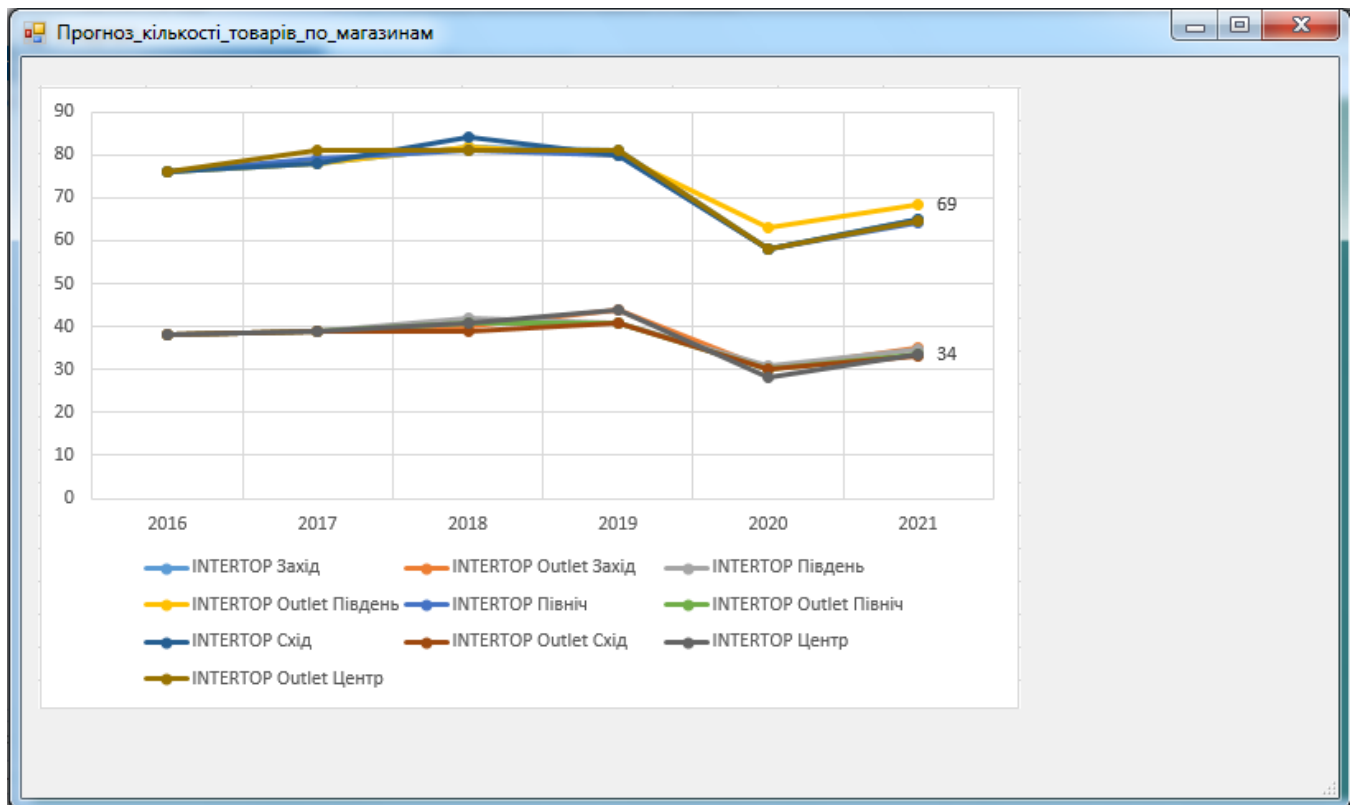 Прогноз_кількості_товарів_по_магазинам
90
80
70
60
50
40
30
20
10
0
69
34
2016 2017 2018 2019 2020 2021
INTERTOP Захід INTERTOP Outlet Захід INTERTOP Південь
INTERTOP Outlet Південь INTERTOP Північ INTERTOP Outlet Північ
INTERTOP Схід INTERTOP Outlet Схід INTERTOP Центр
INTERTOP Outlet Центр